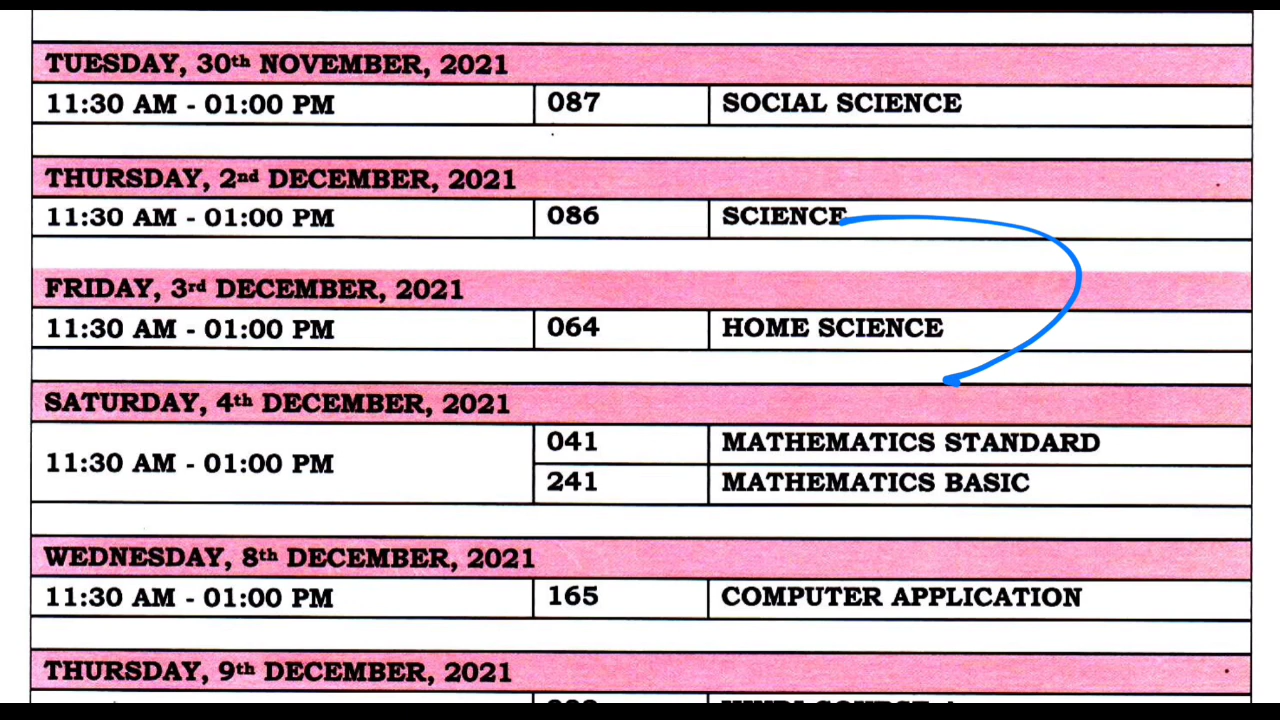 TUESDAY, 30th NOVEMBER, 2021
11:30 AM - 01:00 PM 087 SOCIAL SCIENCE
THURSDAY, 2nd DECEMBER, 2021
11:30 AM - 01:00 PM 086 SCIENCE
FRIDAY, 3rd DECEMBER, 2021
11:30 AM - 01:00 PM 064 HOME SCIENCE
SATURDAY, 4th DECEMBER, 2021
11:30 AM - 01:00 PM 041 MATHEMATICS STANDARD
241 MATHEMATICS BASIC
WEDNESDAY, 8th DECEMBER, 2021
11:30 AM - 01:00 PM 165 COMPUTER APPLICATION
THURSDAY, 9th DECEMBER, 2021